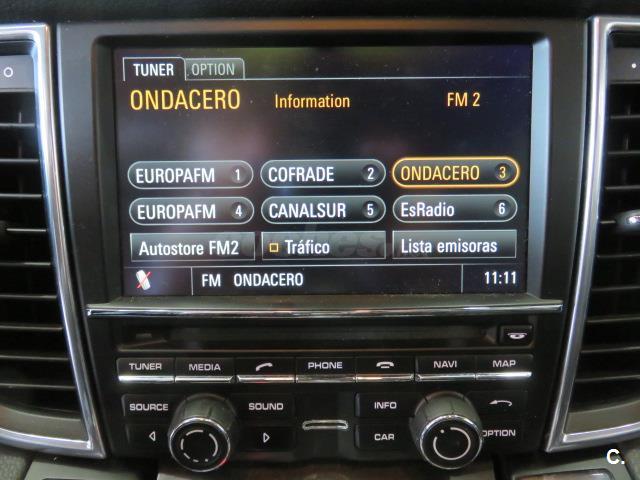 TUNER OPTION
ONDACERO Information FM 2
EUROPAFM 1 COFRADE 2 ONDACERO 3
EUROPAFM 4 CANALSUR 5 EsRadio 6
Autostore FM2 Tráfico Lista emisoras
FM ONDACERO 11:11
TUNER MEDIA PHONE NAVI MAP
SOURCE SOUND INFO
CAR OPTION
C.